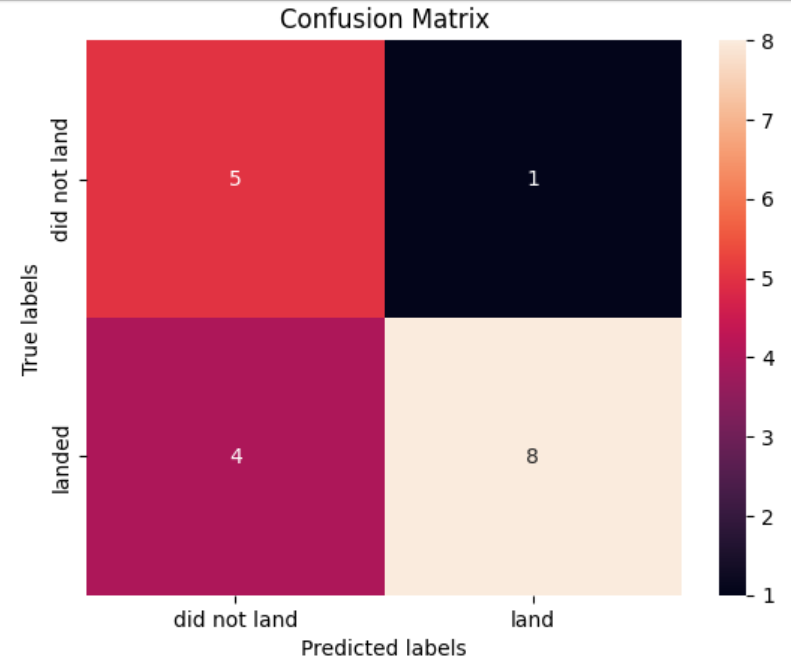 Confusion Matrix
8
7
6
5
4
3
2
1
True labels
did not land
landed
5
1
4
8
did not land
land
Predicted labels